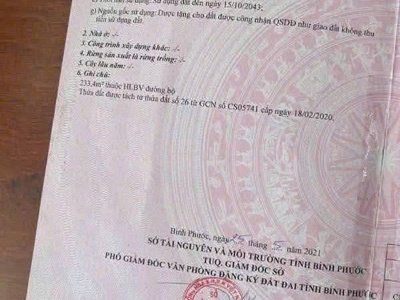 sử dụng: Sử dụng đất đến ngày 15/10/2043;
g) Nguồn gốc sử dụng: Được tặng cho đất được công nhận QSDĐ như giao đất không thu
tiền sử dụng đất.
2. Nhà ở: -/-
3. Công trình xây dựng khác: -/-
4. Rừng sản xuất là rừng trồng: -/-
5. Cây lâu năm: -/-
6. Ghi chú:
233.4m² thuộc HLBV đường bộ
Thửa đất được tách từ thửa đất số 26 từ GCN số CS05741 cấp ngày 18/02/2020.
Bình Phước, ngày 25 tháng 5 năm 2021
SỞ TÀI NGUYÊN VÀ MÔI TRƯỜNG TỈNH BÌNH PHƯỚC
TUQ. GIÁM ĐỐC SỞ
PHÓ GIÁM ĐỐC VĂN PHÒNG ĐĂNG KÝ ĐẤT ĐAI TỈNH BÌNH PHƯỚC